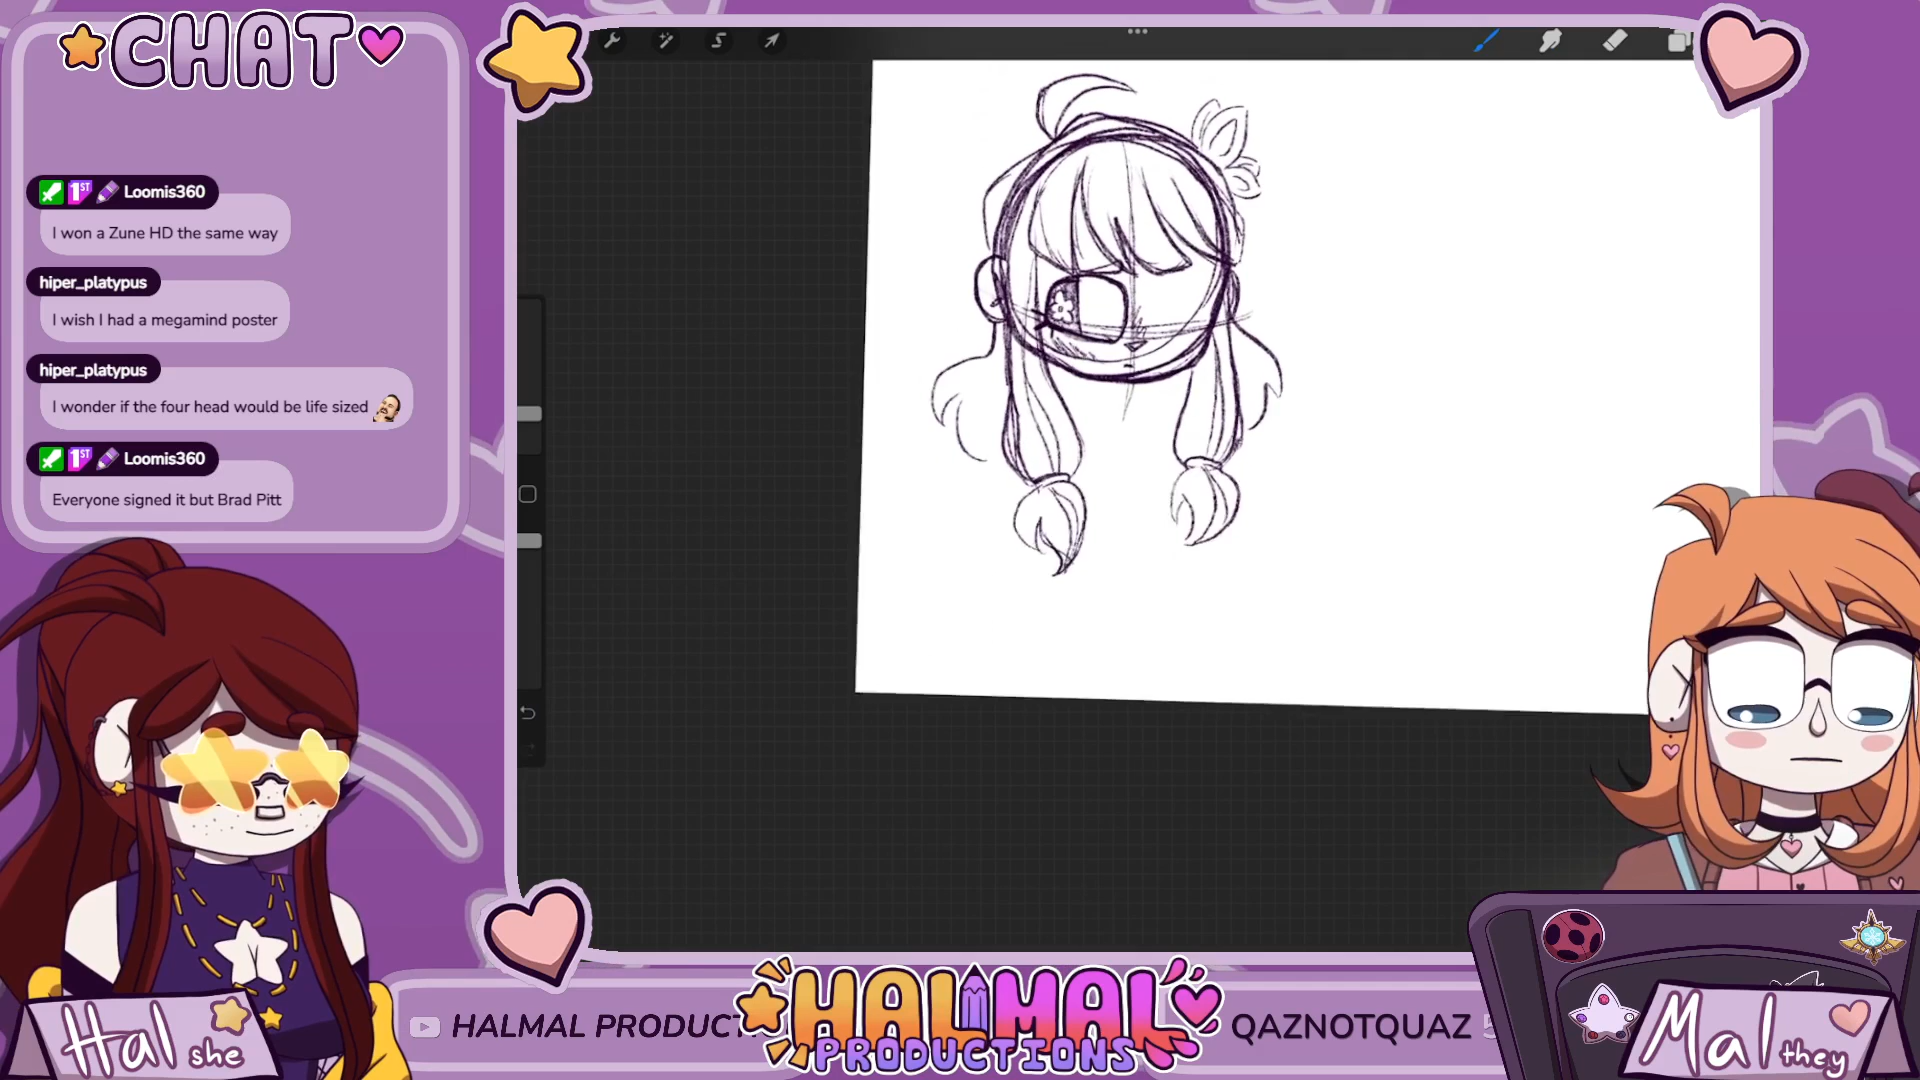 CHAT
1ST Loomis360
I won a Zune HD the same way
hiper_platypus
I wish I had a megamind poster
hiper_platypus
I wonder if the four head would be life sized
1ST Loomis360
Everyone signed it but Brad Pitt
Hal she
HALMAL PRODUCT
HALMAL
PRODUCTIONS
QAZNOTQUAZ
Mal they